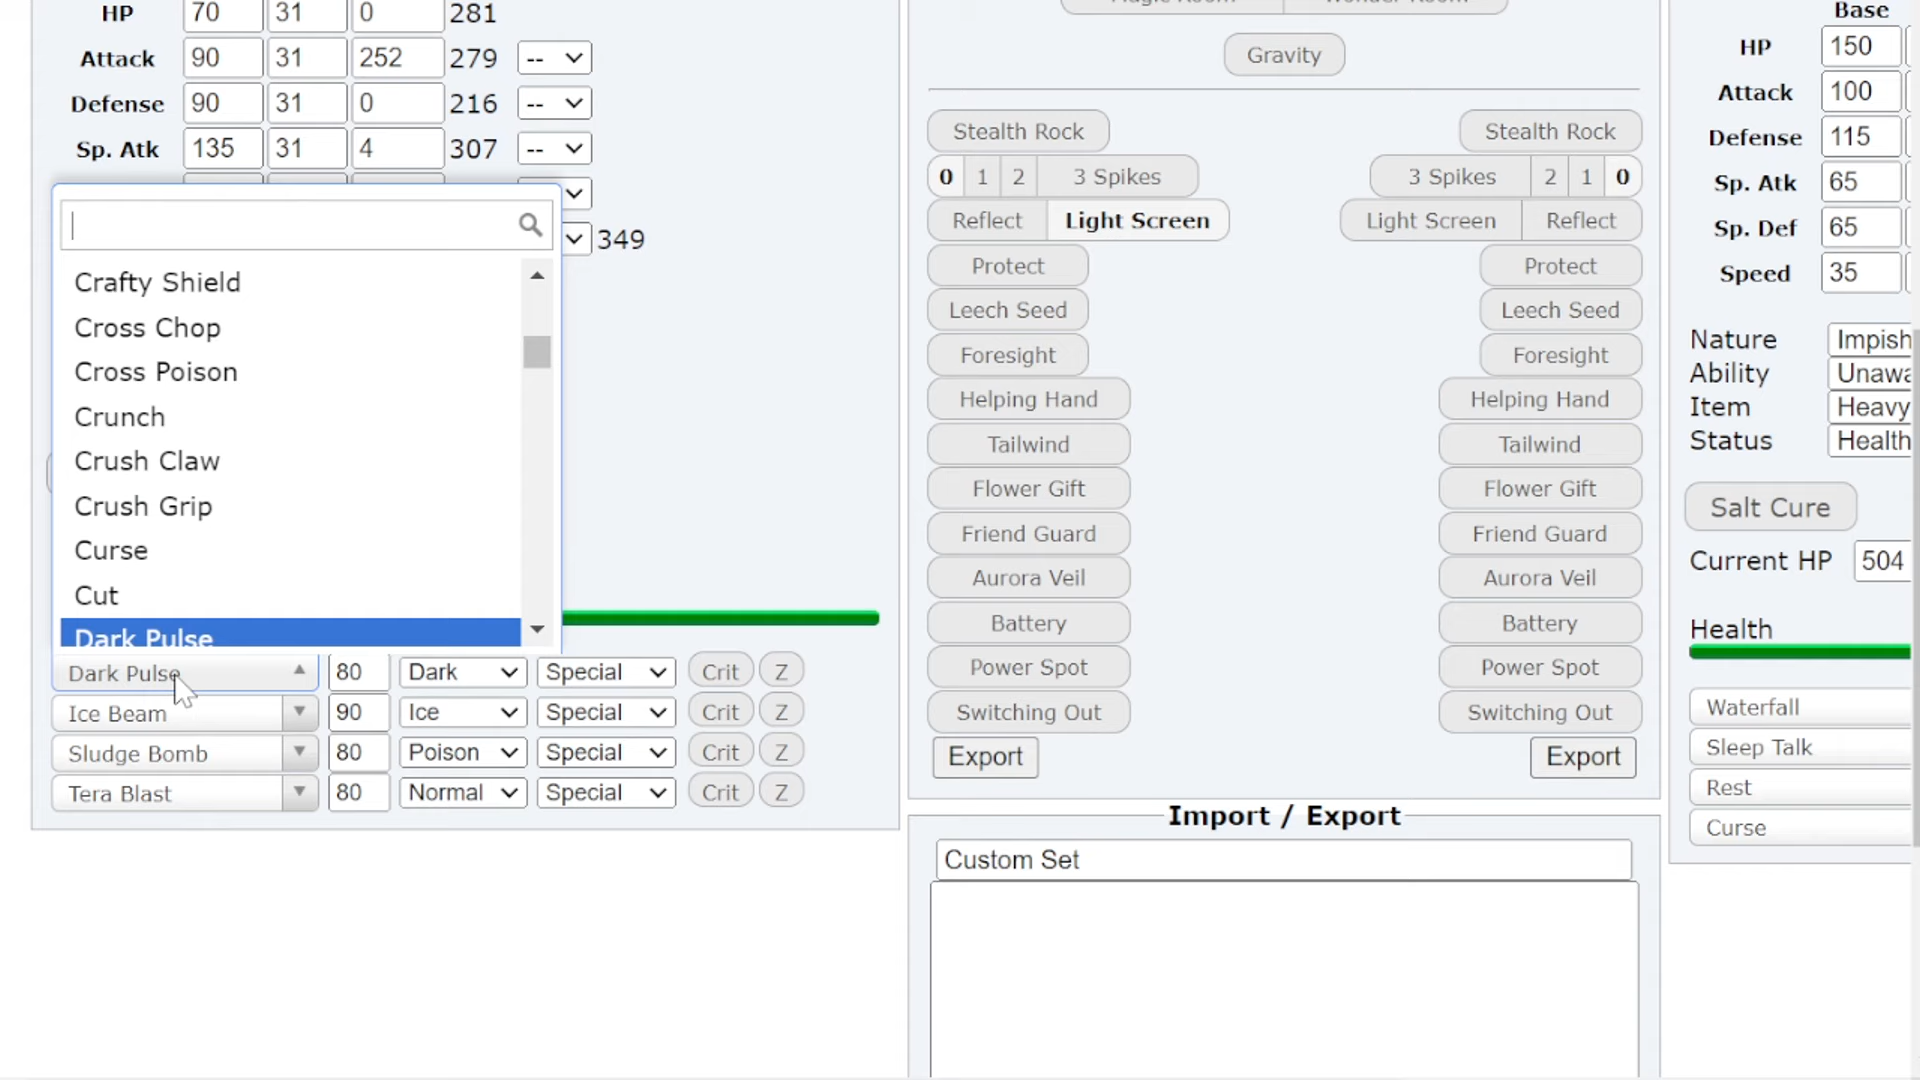 HP 70 31 0 281
Attack 90 31 252 279 --
Defense 90 31 0 216 --
Sp. Atk 135 31 4 307 --
349
Crafty Shield
Cross Chop
Cross Poison
Crunch
Crush Claw
Crush Grip
Curse
Cut
Dark Pulse
Dark Pulse 80 Dark Special Crit Z
Ice Beam 90 Ice Special Crit Z
Sludge Bomb 80 Poison Special Crit Z
Tera Blast 80 Normal Special Crit Z
Magic Room Wonder Room
Gravity
Stealth Rock Stealth Rock
0 1 2 3 Spikes 3 Spikes 2 1 0
Reflect Light Screen Light Screen Reflect
Protect Protect
Leech Seed Leech Seed
Foresight Foresight
Helping Hand Helping Hand
Tailwind Tailwind
Flower Gift Flower Gift
Friend Guard Friend Guard
Aurora Veil Aurora Veil
Battery Battery
Power Spot Power Spot
Switching Out Switching Out
Export Export
Import / Export
Custom Set
Base
HP 150
Attack 100
Defense 115
Sp. Atk 65
Sp. Def 65
Speed 35
Nature Impish
Ability Unawa
Item Heavy
Status Health
Salt Cure
Current HP 504
Health
Waterfall
Sleep Talk
Rest
Curse